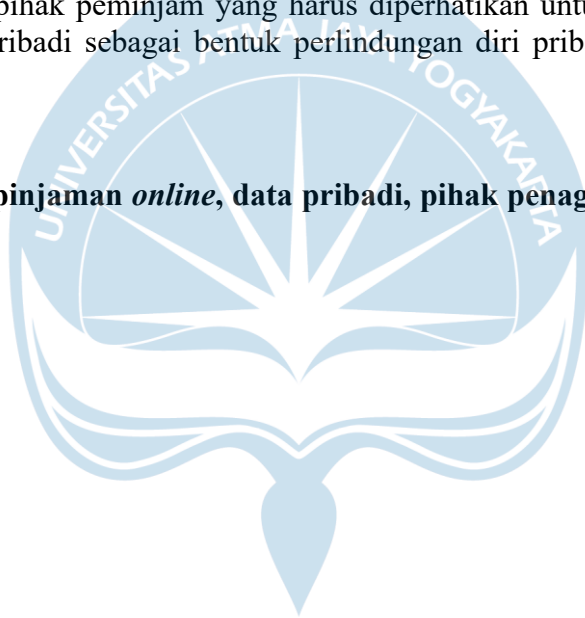 pihak peminjam yang harus diperhatikan untu
ribadi sebagai bentuk perlindungan diri prib
UNIVERSITAS ATMA JAYA YOGYAKARTA
pinjaman online, data pribadi, pihak penag